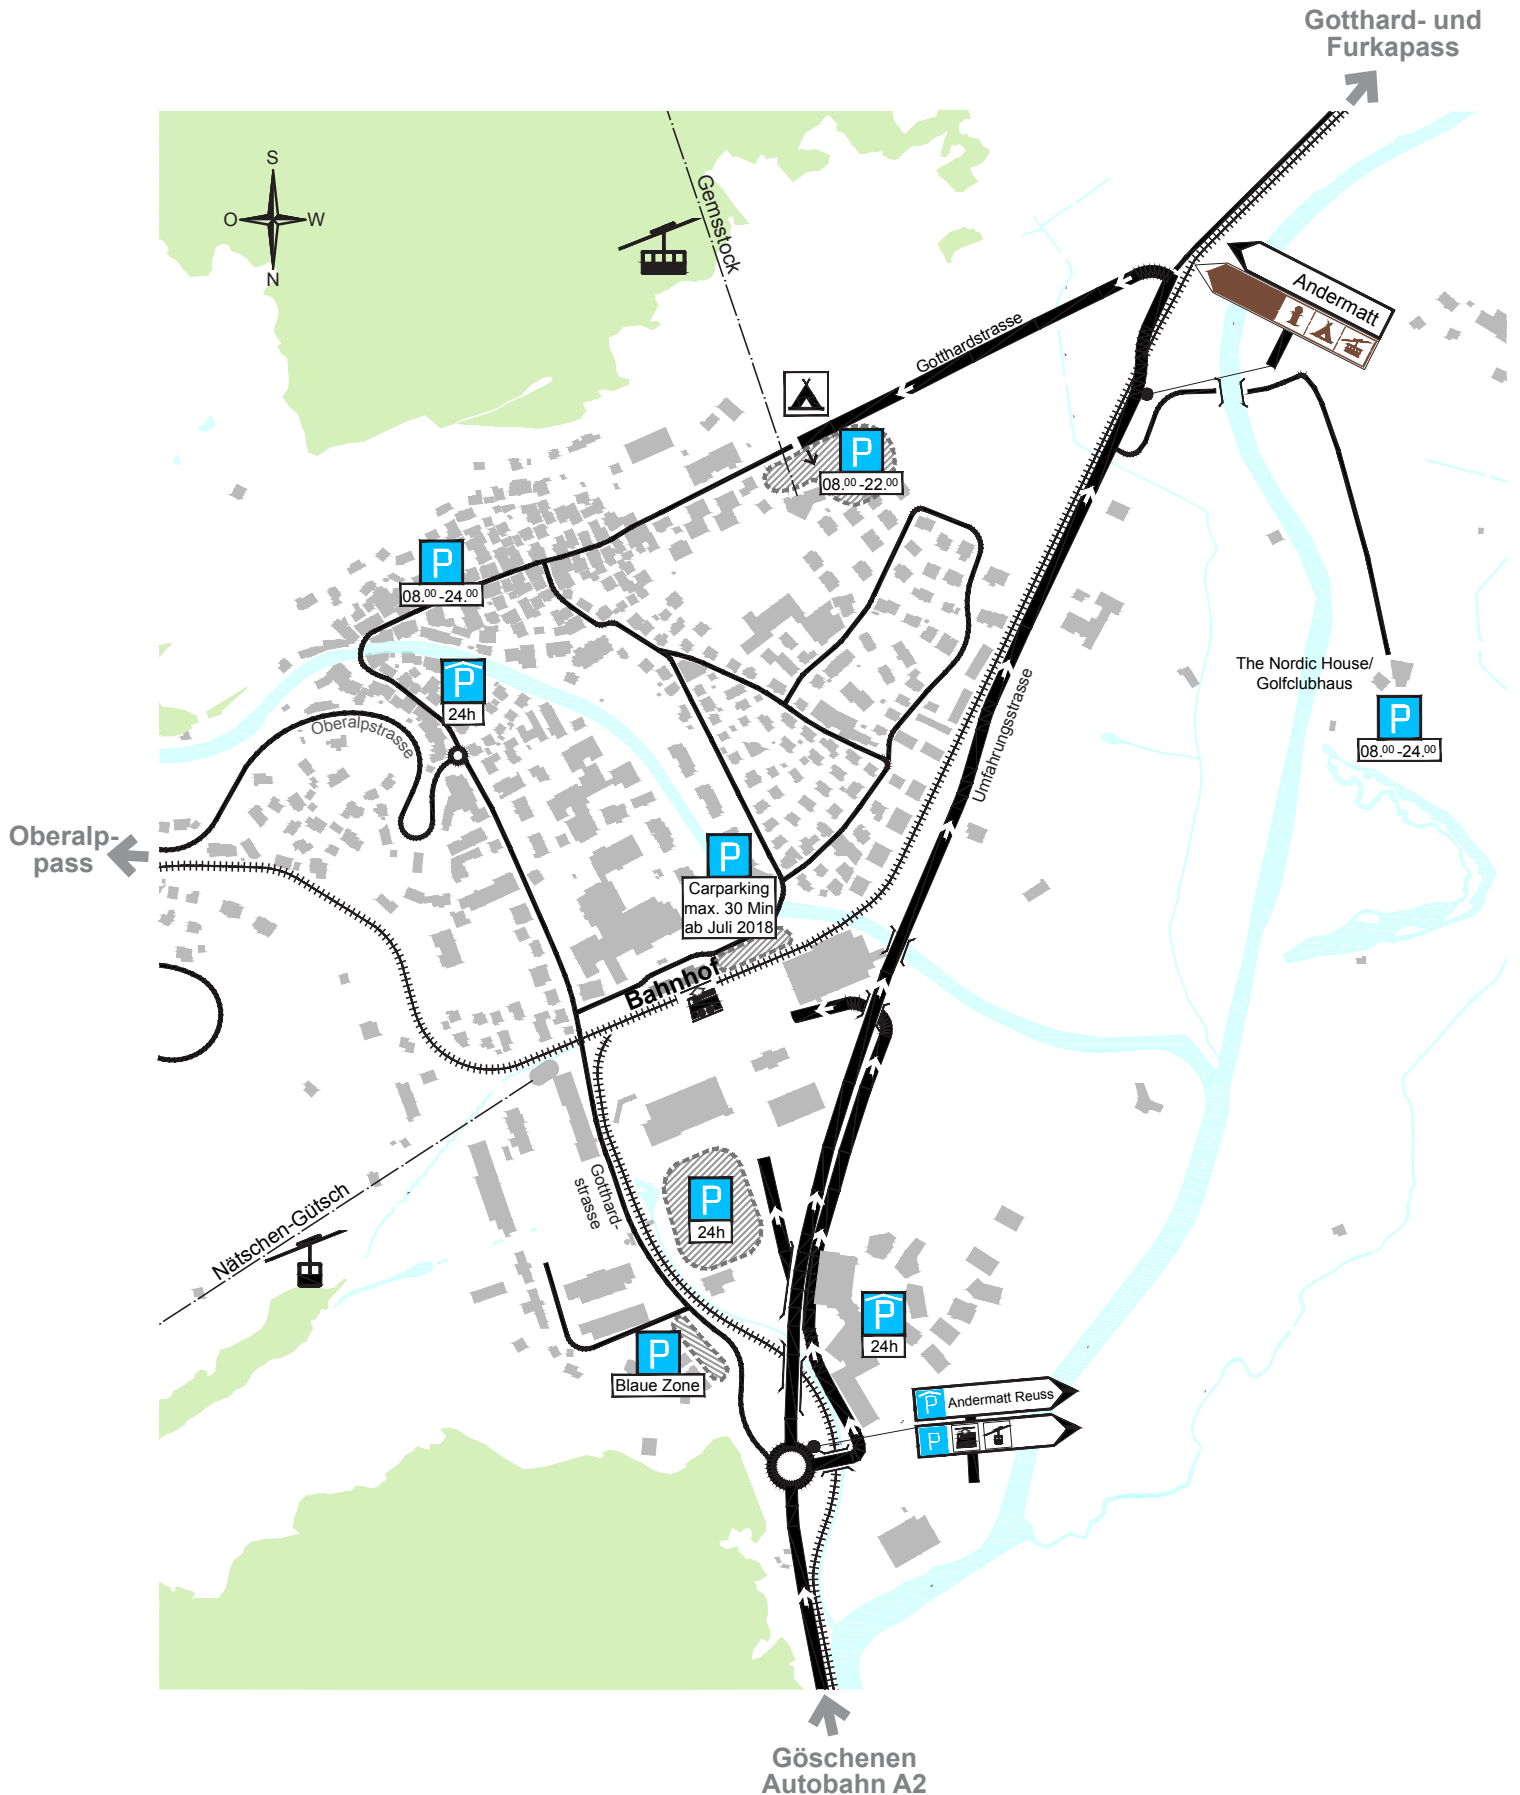 Gotthard- und
Furkapass
S
O
W
N
Gemsstock
Andermatt
Gotthardstrasse
P
08.00-22.00
P
08.00-24.00
P
24h
Oberalpstrasse
The Nordic House/
Golfclubhaus
P
08.00-24.00
Umfahrungsstrasse
Oberalp-
pass
P
Carparking
max. 30 Min
ab Juli 2018
Bahnhof
Gotthard-
strasse
P
24h
Nätschen-Gütsch
P
24h
P
Blaue Zone
P Andermatt Reuss
P
Göschenen
Autobahn A2